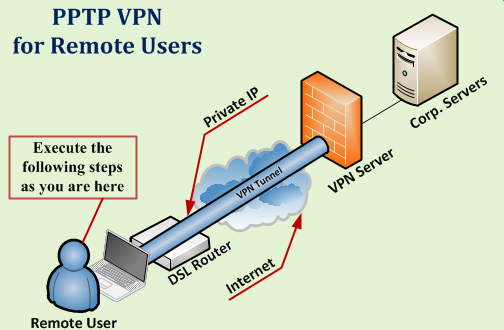 PPTP VPN
for Remote Users
Corp. Servers
Private IP
Execute the
following steps
as you are here
VPN Server
VPN Tunnel
DSL Router
Internet
Remote User